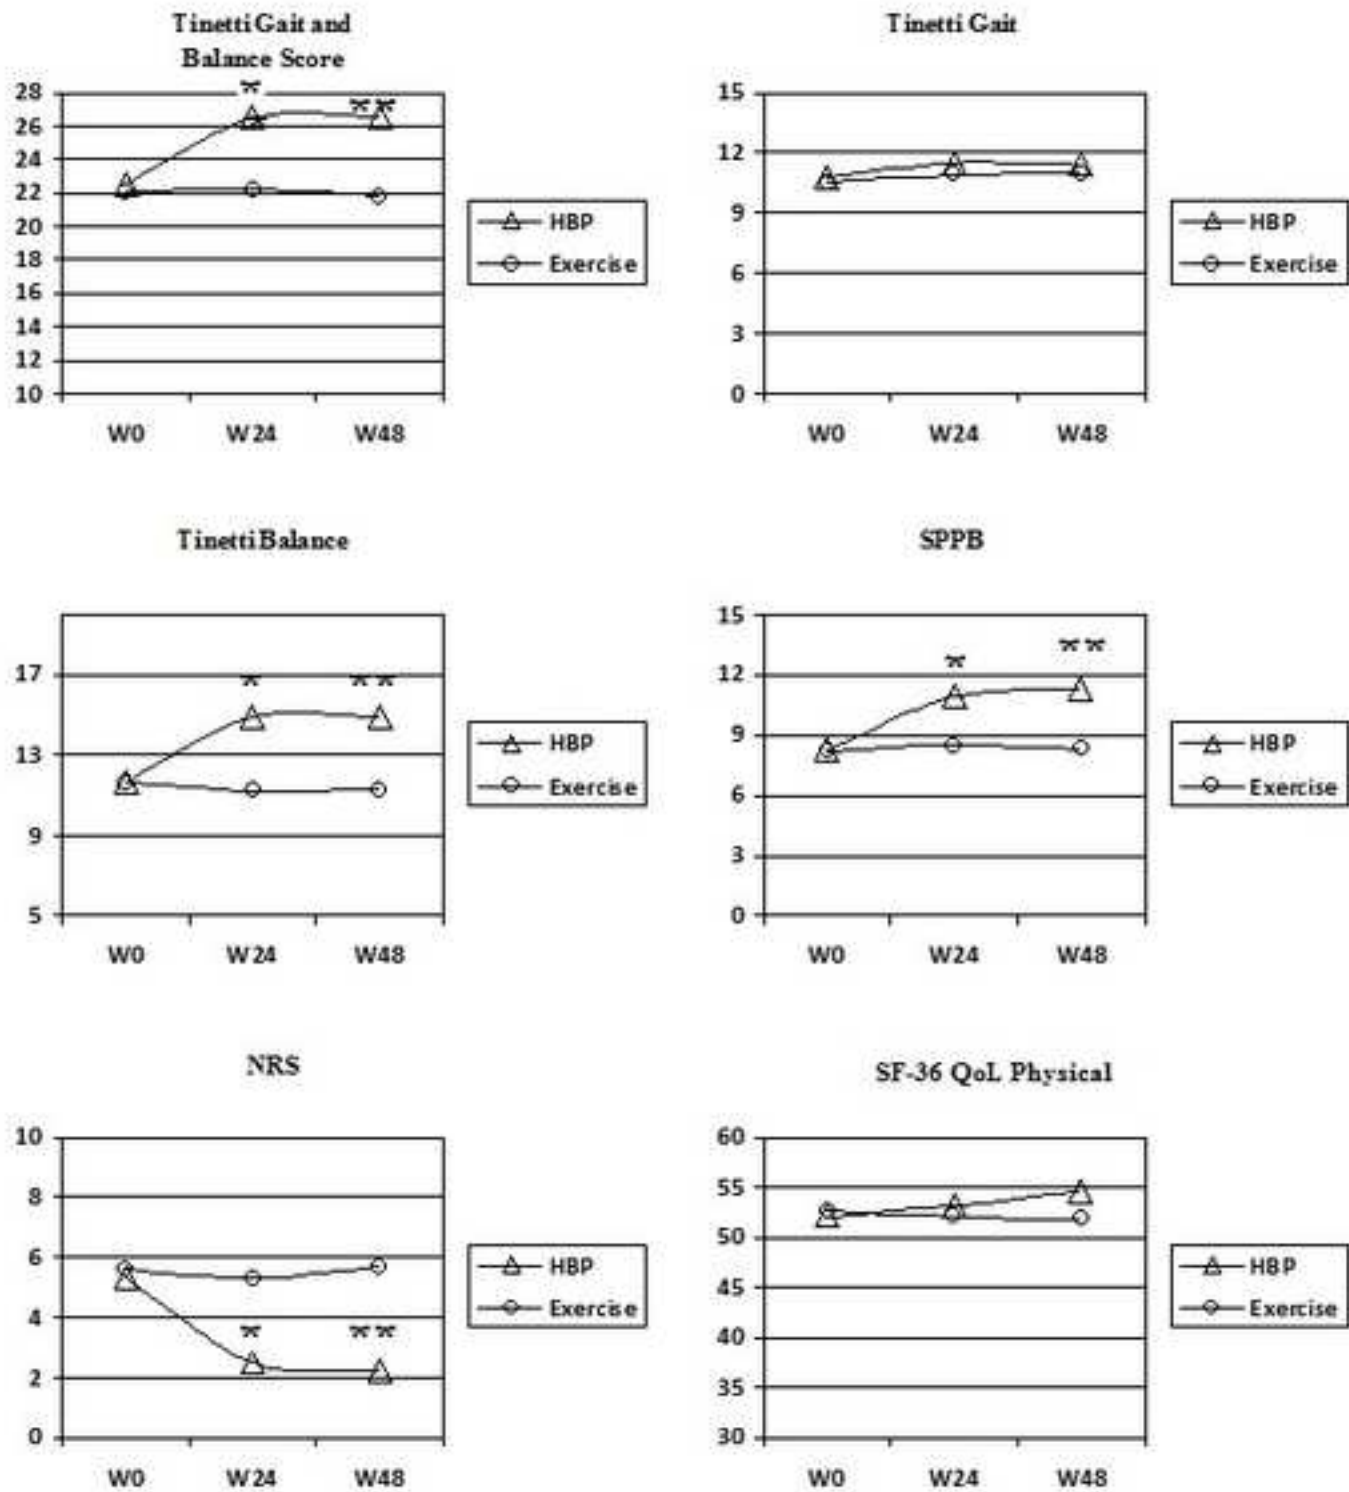 Tinetti Gait and
Balance Score
28
26
24
22
20
18
16
14
12
10
* **
W0 W24 W48
HBP
Exercise
Tinetti Gait
15
12
9
6
3
0
W0 W24 W48
HBP
Exercise
Tinetti Balance
17
13
9
5
* **
W0 W24 W48
HBP
Exercise
SPPB
15
12
9
6
3
0
* **
W0 W24 W48
HBP
Exercise
NRS
10
8
6
4
2
0
* **
W0 W24 W48
HBP
Exercise
SF-36 QoL Physical
60
55
50
45
40
35
30
W0 W24 W48
HBP
Exercise